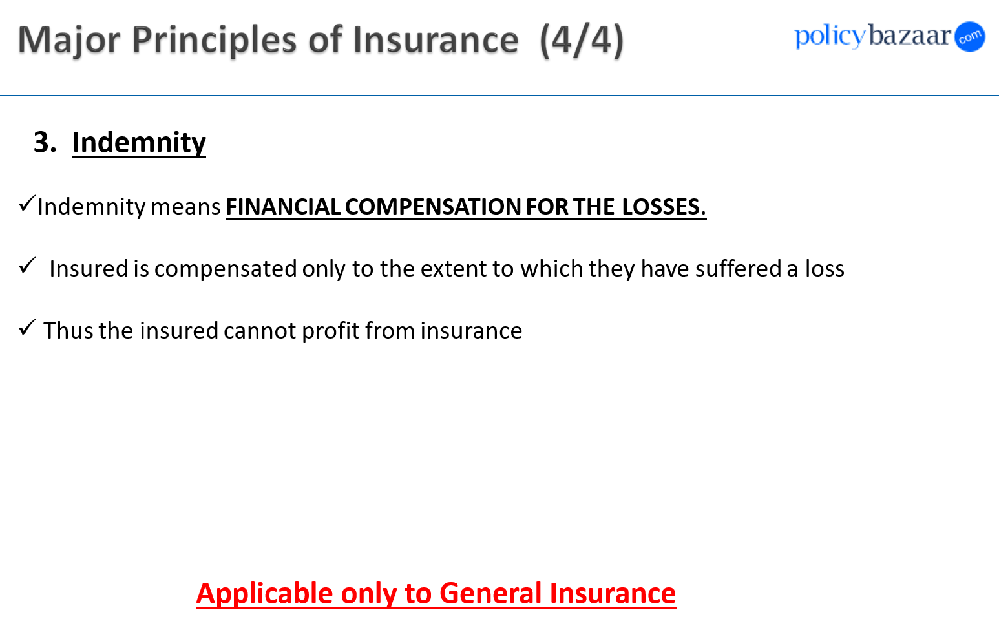 Major Principles of Insurance (4/4)
policybazaar com
3. Indemnity
✓Indemnity means FINANCIAL COMPENSATION FOR THE LOSSES.
✓ Insured is compensated only to the extent to which they have suffered a loss
✓ Thus the insured cannot profit from insurance
Applicable only to General Insurance